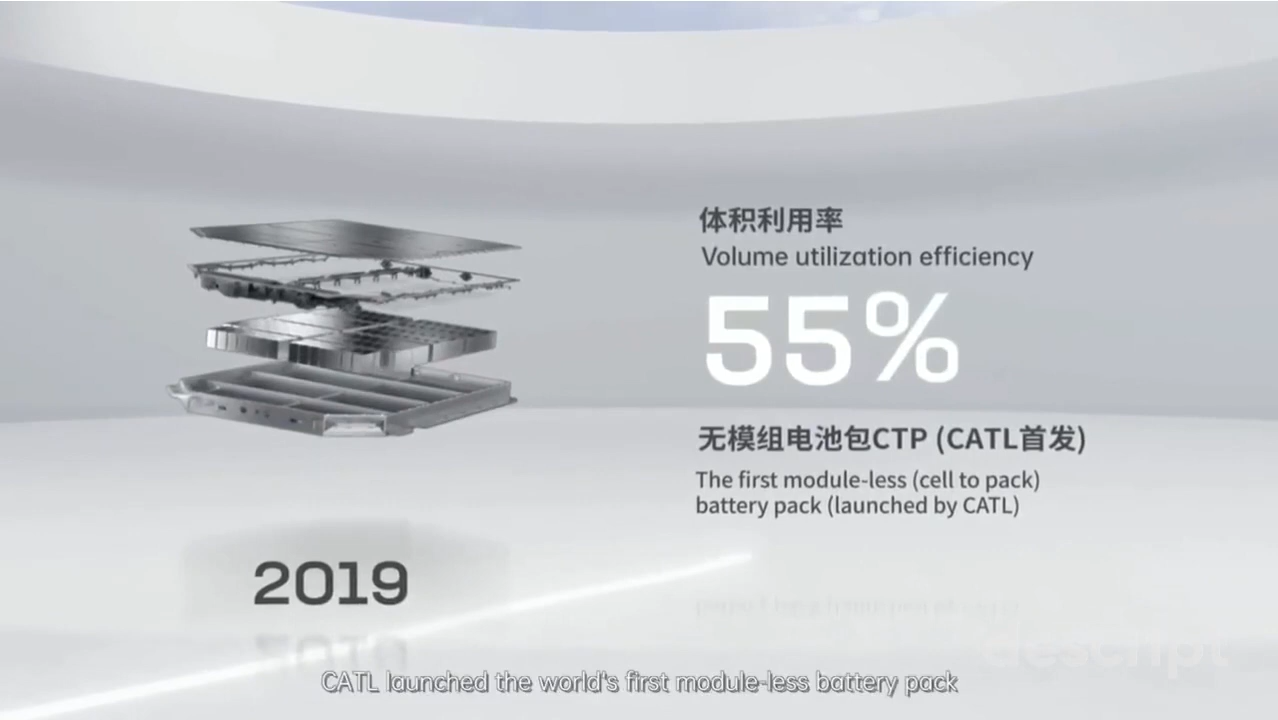 体积利用率
Volume utilization efficiency
55%
无模组电池包CTP (CATL首发)
The first module-less (cell to pack)
battery pack (launched by CATL)
2019
descript
CATL launched the world's first module-less battery pack